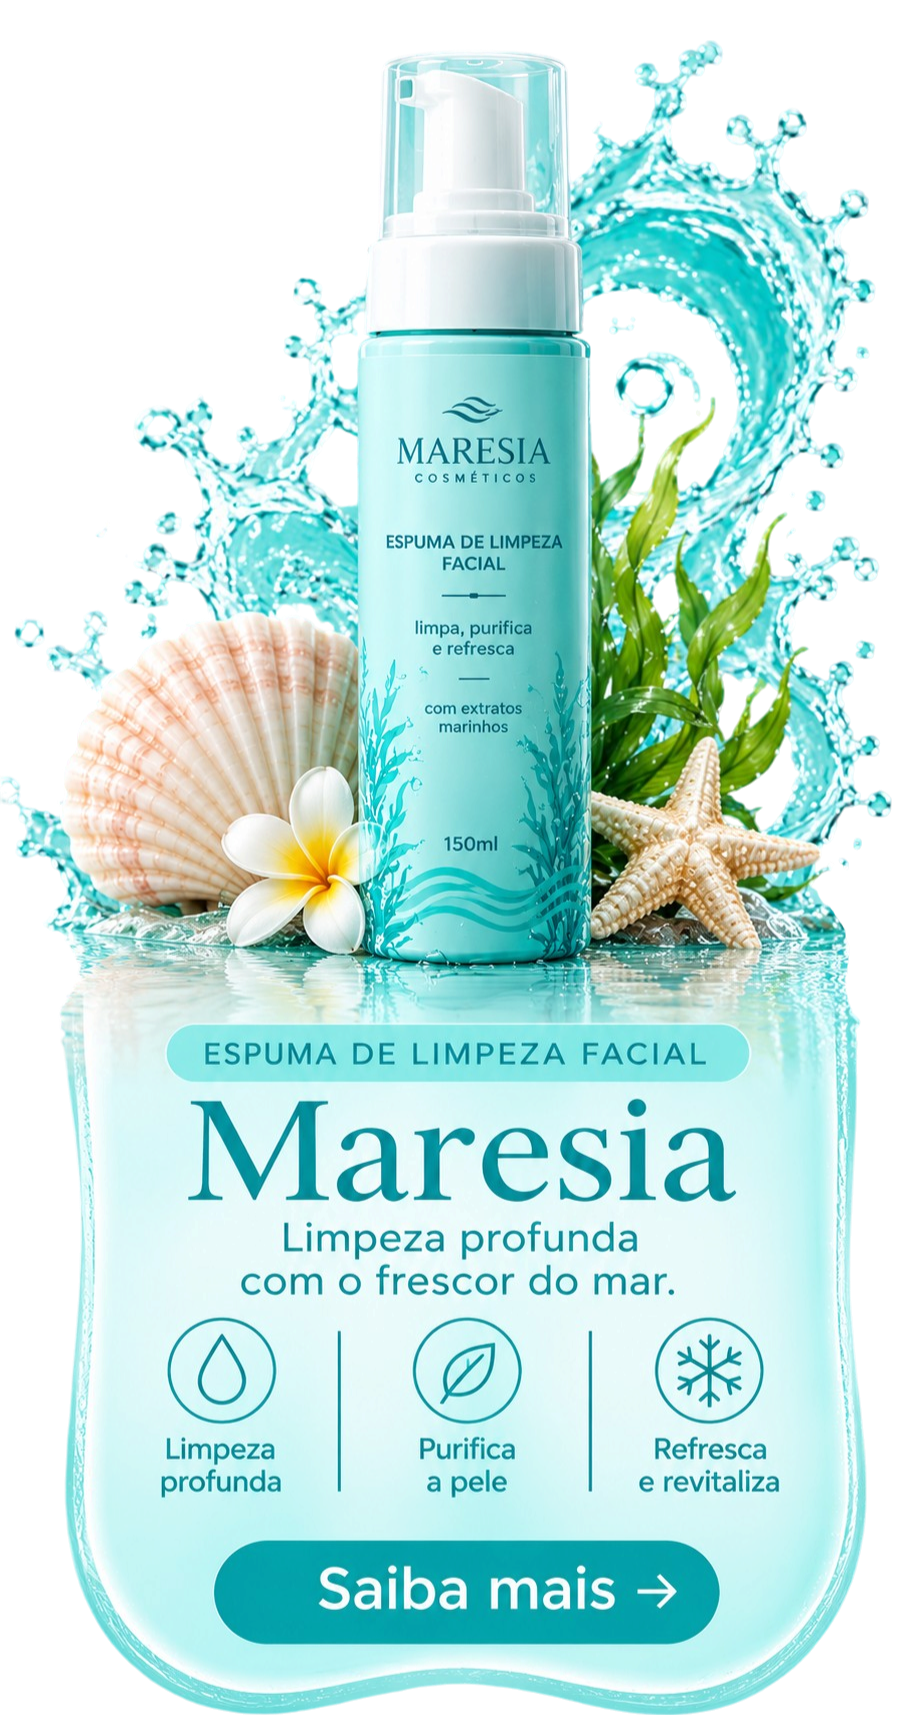 MARESIA
COSMÉTICOS
ESPUMA DE LIMPEZA
FACIAL
limpa, purifica
e refresca
com extratos
marinhos
150ml
ESPUMA DE LIMPEZA FACIAL
Maresia
Limpeza profunda
com o frescor do mar.
Limpeza
profunda
Purifica
a pele
Refresca
e revitaliza
Saiba mais →